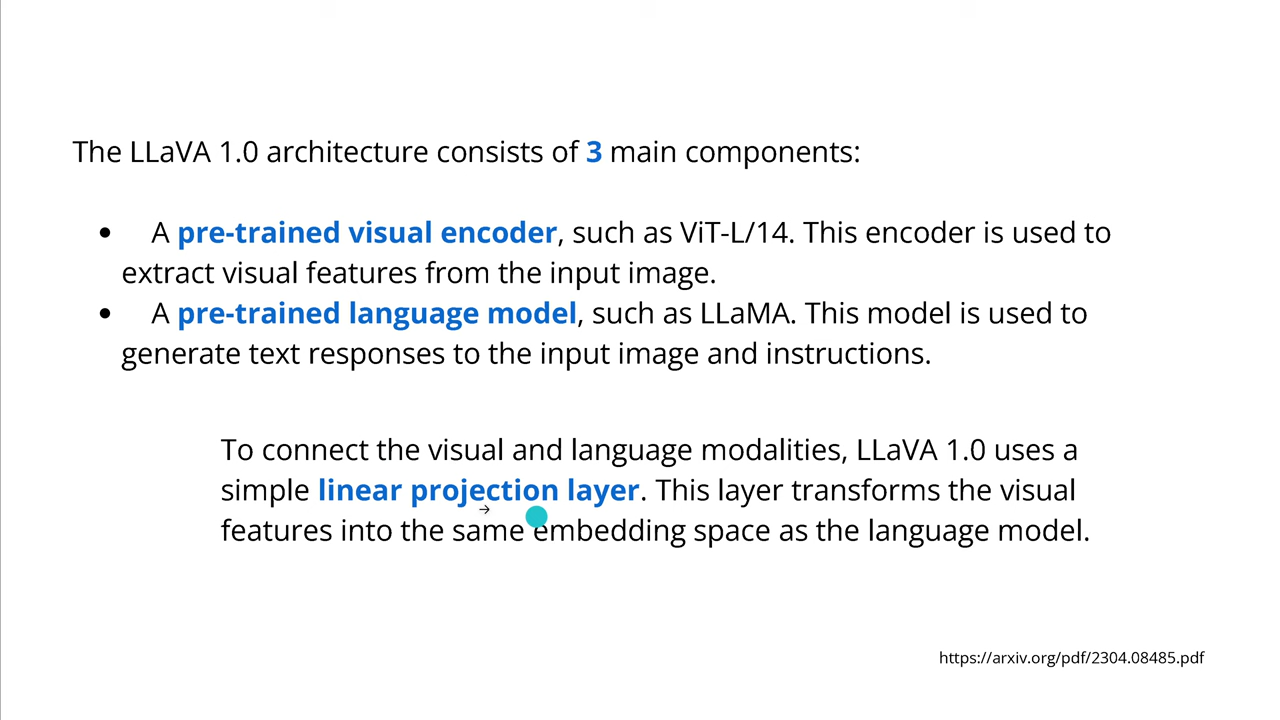 The LLaVA 1.0 architecture consists of 3 main components:
• A pre-trained visual encoder, such as ViT-L/14. This encoder is used to
extract visual features from the input image.
• A pre-trained language model, such as LLaMA. This model is used to
generate text responses to the input image and instructions.
To connect the visual and language modalities, LLaVA 1.0 uses a
simple linear projection layer. This layer transforms the visual
→
features into the same embedding space as the language model.
https://arxiv.org/pdf/2304.08485.pdf